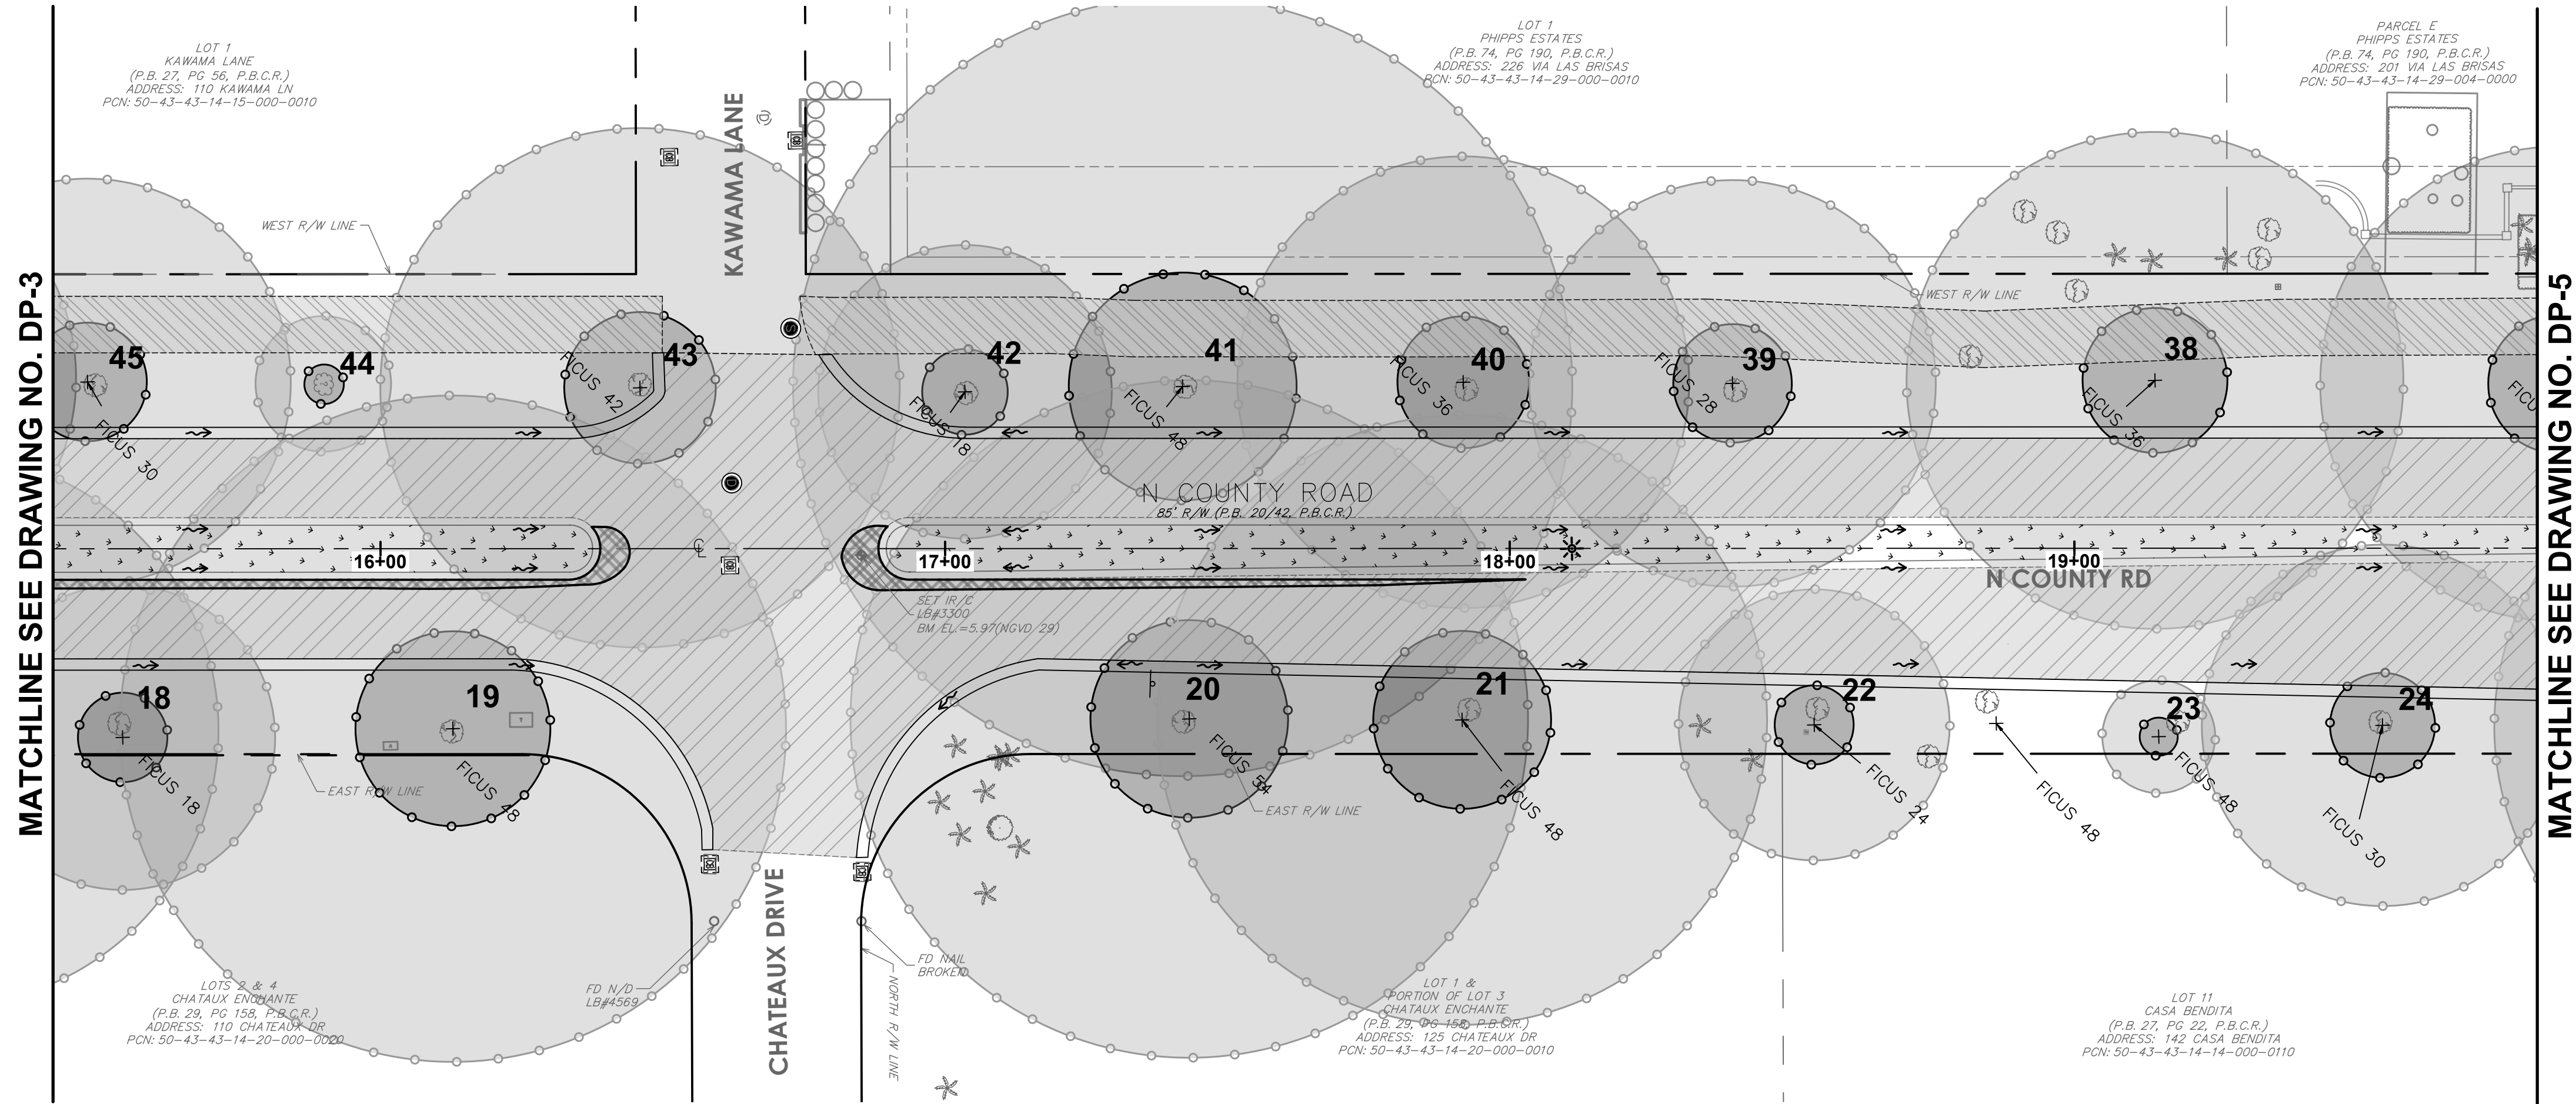 MATCHLINE SEE DRAWING NO. DP-3
LOT 1
KAWAMA LANE
(P.B. 27, PG 56, P.B.C.R.)
ADDRESS: 110 KAWAMA LN
PCN: 50-43-43-14-15-000-0010
KAWAMA LANE
LOT 1
PHIPPS ESTATES
(P.B. 74, PG 190, P.B.C.R.)
ADDRESS: 226 VIA LAS BRISAS
PCN: 50-43-43-14-29-000-0010
PARCEL E
PHIPPS ESTATES
(P.B. 74, PG 190, P.B.C.R.)
ADDRESS: 201 VIA LAS BRISAS
PCN: 50-43-43-14-29-004-0000
WEST R/W LINE
WEST R/W LINE
45
FICUS 30
44
43
FICUS 42
S
42
FICUS 18
41
FICUS 48
40
FICUS 36
39
FICUS 28
38
FICUS 36
FICU
D
N COUNTY ROAD
85' R/W (P.B. 20/42, P.B.C.R.)
16+00
17+00
18+00
19+00
N COUNTY RD
SET IR/C
LB#3300
BM EL.=5.97(NGVD 29)
18
FICUS 18
19
FICUS 48
20
FICUS 54
21
FICUS 48
22
FICUS 24
FICUS 48
23
FICUS 48
24
FICUS 30
EAST R/W LINE
EAST R/W LINE
CHATEAUX DRIVE
FD NAIL
BROKEN
NORTH R/W LINE
FD N/D
LB#4569
LOTS 2 & 4
CHATAUX ENCHANTE
(P.B. 29, PG 158, P.B.C.R.)
ADDRESS: 110 CHATEAUX DR
PCN: 50-43-43-14-20-000-0020
LOT 1 &
PORTION OF LOT 3
CHATAUX ENCHANTE
(P.B. 29, PG 158, P.B.C.R.)
ADDRESS: 125 CHATEAUX DR
PCN: 50-43-43-14-20-000-0010
LOT 11
CASA BENDITA
(P.B. 27, PG 22, P.B.C.R.)
ADDRESS: 142 CASA BENDITA
PCN: 50-43-43-14-14-000-0110
MATCHLINE SEE DRAWING NO. DP-5